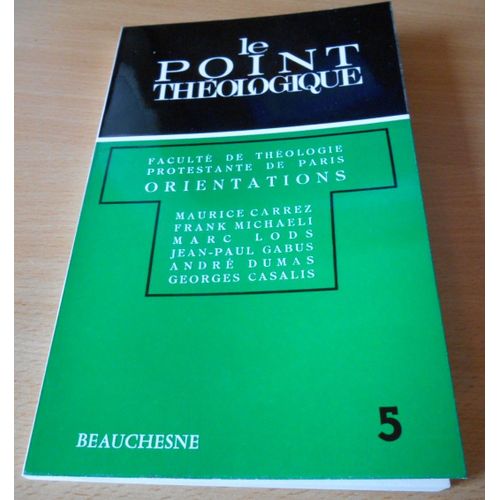 le
POINT
THÉOLOGIQUE
FACULTÉ DE THÉOLOGIE
PROTESTANTE DE PARIS
ORIENTATIONS
MAURICE CARREZ
FRANK MICHAELI
MARC LODS
JEAN-PAUL GABUS
ANDRÉ DUMAS
GEORGES CASALIS
BEAUCHESNE
5